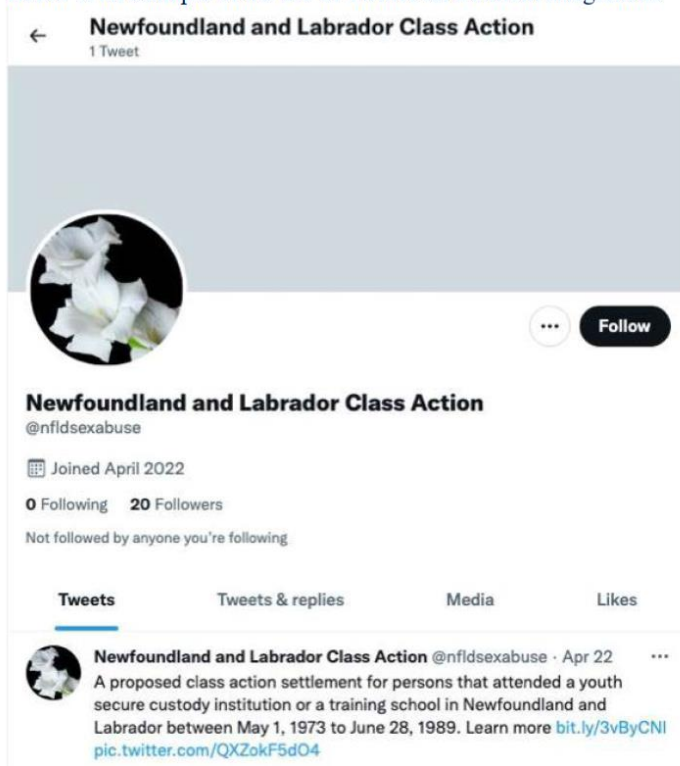 Newfoundland and Labrador Class Action
1 Tweet
Follow
Newfoundland and Labrador Class Action
@nfldsexabuse
Joined April 2022
0 Following 20 Followers
Not followed by anyone you're following
Tweets Tweets & replies Media Likes
Newfoundland and Labrador Class Action @nfldsexabuse · Apr 22
A proposed class action settlement for persons that attended a youth
secure custody institution or a training school in Newfoundland and
Labrador between May 1, 1973 to June 28, 1989. Learn more bit.ly/3vByCNI
pic.twitter.com/QXZokF5dO4